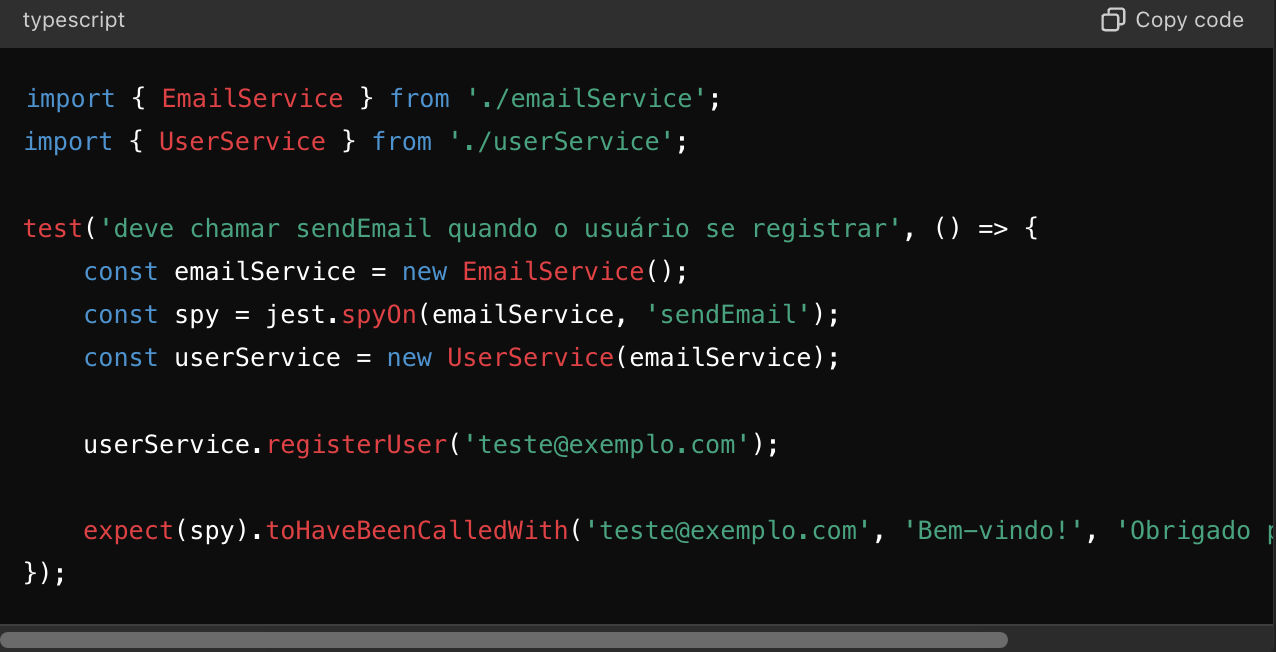 typescript
Copy code
import { EmailService } from './emailService';
import { UserService } from './userService';
test('deve chamar sendEmail quando o usuário se registrar', () => {
const emailService = new EmailService();
const spy = jest.spyOn(emailService, 'sendEmail');
const userService = new UserService(emailService);
userService.registerUser('teste@exemplo.com');
expect(spy).toHaveBeenCalledWith('teste@exemplo.com', 'Bem-vindo!', 'Obrigado
});